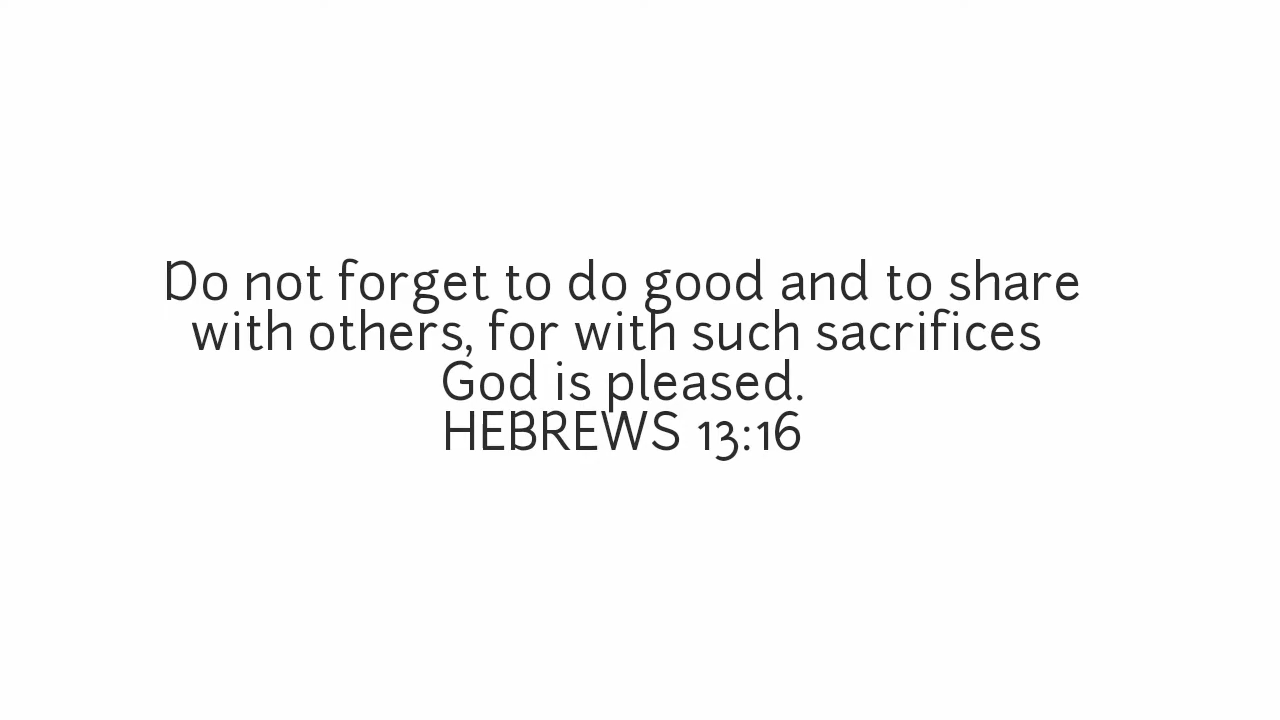 Do not forget to do good and to share
with others, for with such sacrifices
God is pleased.
HEBREWS 13:16